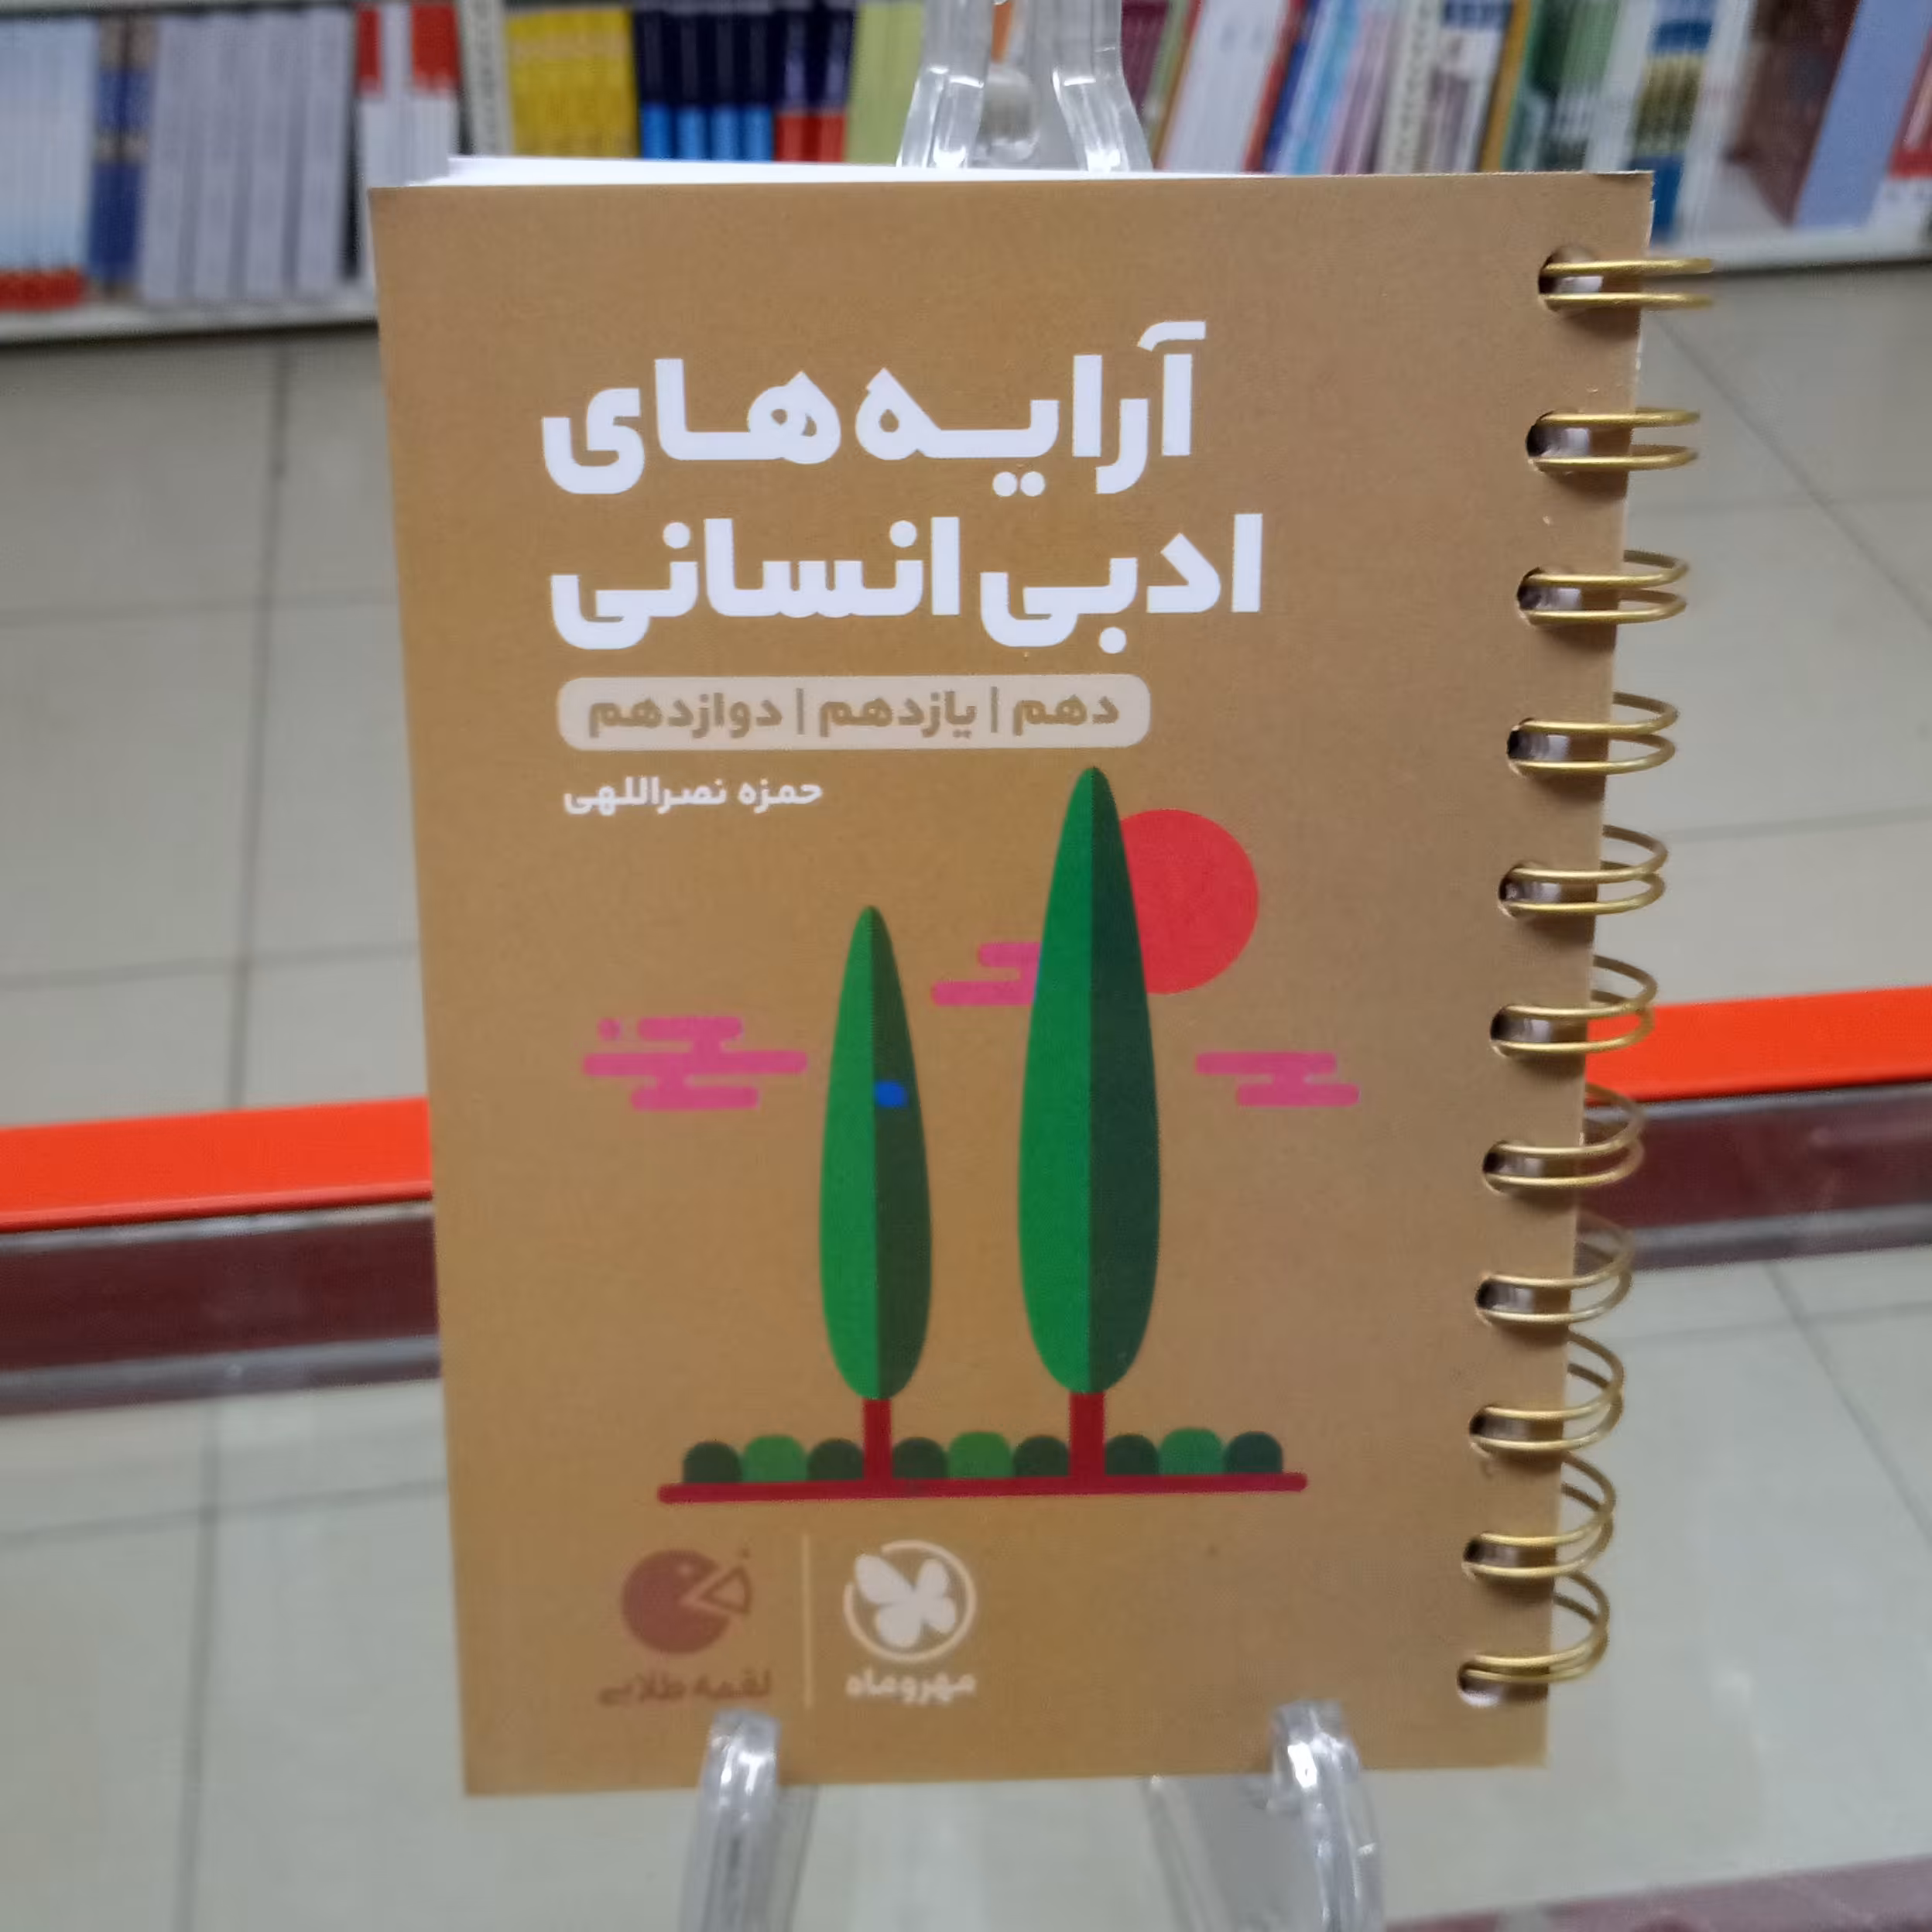 آرایه‌های
ادبی انسانی
دهم | یازدهم | دوازدهم
حمزه نصراللهی
مهروماه
لقمه طلایی